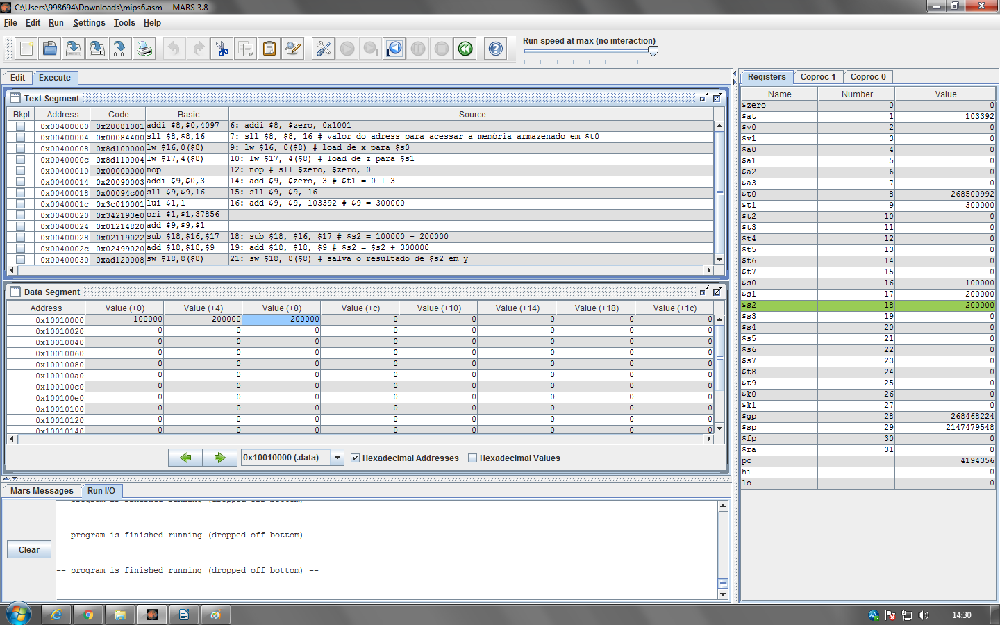 C:\Users\998694\Downloads\mips6.asm - MARS 3.8
File Edit Run Settings Tools Help
Run speed at max (no interaction)
Edit Execute
Text Segment
Bkpt Address Code Basic Source
0x00400000 0x20081001 addi $8,$0,4097 6: addi $8, $zero, 0x1001
0x00400004 0x00084400 sll $8,$8,16 7: sll $8, $8, 16 # valor do adress para acessar a memória armazenado em $t0
0x00400008 0x8d100000 lw $16,0($8) 9: lw $16, 0($8) # load de x para $s0
0x0040000c 0x8d110004 lw $17,4($8) 10: lw $17, 4($8) # load de z para $s1
0x00400010 0x00000000 nop 12: nop # sll $zero, $zero, 0
0x00400014 0x20090003 addi $9,$0,3 14: add $9, $zero, 3 # $t1 = 0 + 3
0x00400018 0x00094c00 sll $9,$9,16 15: sll $9, $9, 16
0x0040001c 0x3c010001 lui $1,1 16: add $9, $9, 103392 # $9 = 300000
0x00400020 0x342193e0 ori $1,$1,37856
0x00400024 0x01214820 add $9,$9,$1
0x00400028 0x02119022 sub $18,$16,$17 18: sub $18, $16, $17 # $s2 = 100000 - 200000
0x0040002c 0x02499020 add $18,$18,$9 19: add $18, $18, $9 # $s2 = $s2 + 300000
0x00400030 0xad120008 sw $18,8($8) 21: sw $18, 8($8) # salva o resultado de $s2 em y
Data Segment
Address Value (+0) Value (+4) Value (+8) Value (+c) Value (+10) Value (+14) Value (+18) Value (+1c)
0x10010000 100000 200000 200000 0 0 0 0 0
0x10010020 0 0 0 0 0 0 0 0
0x10010040 0 0 0 0 0 0 0 0
0x10010060 0 0 0 0 0 0 0 0
0x10010080 0 0 0 0 0 0 0 0
0x100100a0 0 0 0 0 0 0 0 0
0x100100c0 0 0 0 0 0 0 0 0
0x100100e0 0 0 0 0 0 0 0 0
0x10010100 0 0 0 0 0 0 0 0
0x10010120 0 0 0 0 0 0 0 0
0x10010140 0 0 0 0 0 0 0 0
0x10010000 (.data) Hexadecimal Addresses Hexadecimal Values
Mars Messages Run I/O
Clear
-- program is finished running (dropped off bottom) --
-- program is finished running (dropped off bottom) --
-- program is finished running (dropped off bottom) --
Registers Coproc 1 Coproc 0
Name Number Value
$zero 0 0
$at 1 103392
$v0 2 0
$v1 3 0
$a0 4 0
$a1 5 0
$a2 6 0
$a3 7 0
$t0 8 268500992
$t1 9 300000
$t2 10 0
$t3 11 0
$t4 12 0
$t5 13 0
$t6 14 0
$t7 15 0
$s0 16 100000
$s1 17 200000
$s2 18 200000
$s3 19 0
$s4 20 0
$s5 21 0
$s6 22 0
$s7 23 0
$t8 24 0
$t9 25 0
$k0 26 0
$k1 27 0
$gp 28 268468224
$sp 29 2147479548
$fp 30 0
$ra 31 0
pc 4194356
hi 0
lo 0
14:30